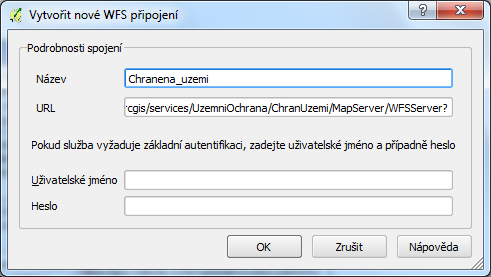 Vytvořit nové WFS připojení
Podrobnosti spojení
Název Chranena_uzemi
URL rcgis/services/UzemniOchrana/ChranUzemi/MapServer/WFSServer?
Pokud služba vyžaduje základní autentifikaci, zadejte uživatelské jméno a případně heslo
Uživatelské jméno
Heslo
OK Zrušit Nápověda